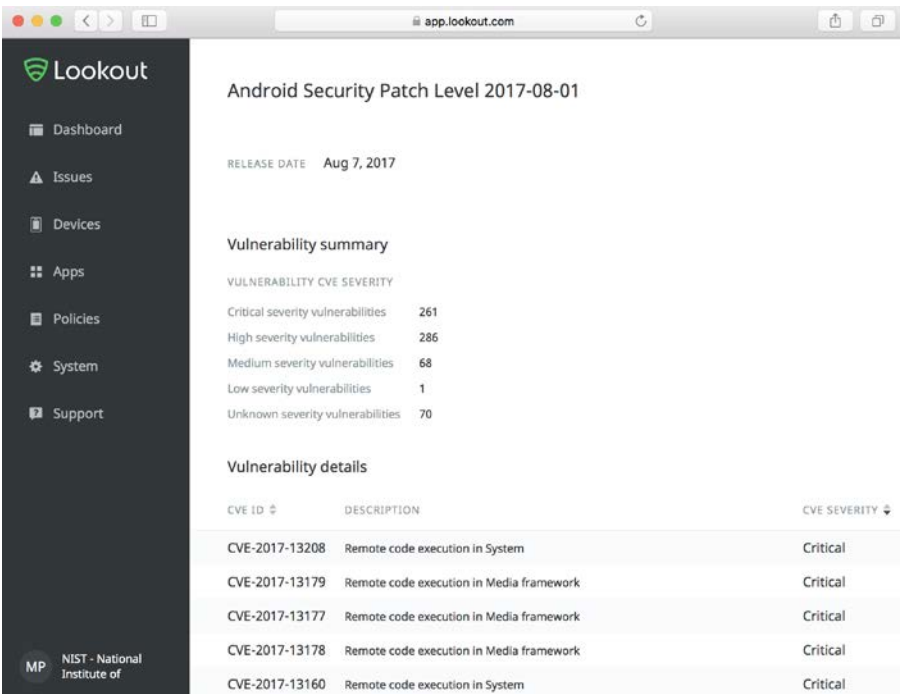 app.lookout.com
Lookout
Dashboard
Issues
Devices
Apps
Policies
System
Support
MP
NIST - National
Institute of
Android Security Patch Level 2017-08-01
RELEASE DATE Aug 7, 2017
Vulnerability summary
VULNERABILITY CVE SEVERITY
Critical severity vulnerabilities 261
High severity vulnerabilities 286
Medium severity vulnerabilities 68
Low severity vulnerabilities 1
Unknown severity vulnerabilities 70
Vulnerability details
CVE ID DESCRIPTION CVE SEVERITY
CVE-2017-13208 Remote code execution in System Critical
CVE-2017-13179 Remote code execution in Media framework Critical
CVE-2017-13177 Remote code execution in Media framework Critical
CVE-2017-13178 Remote code execution in Media framework Critical
CVE-2017-13160 Remote code execution in System Critical